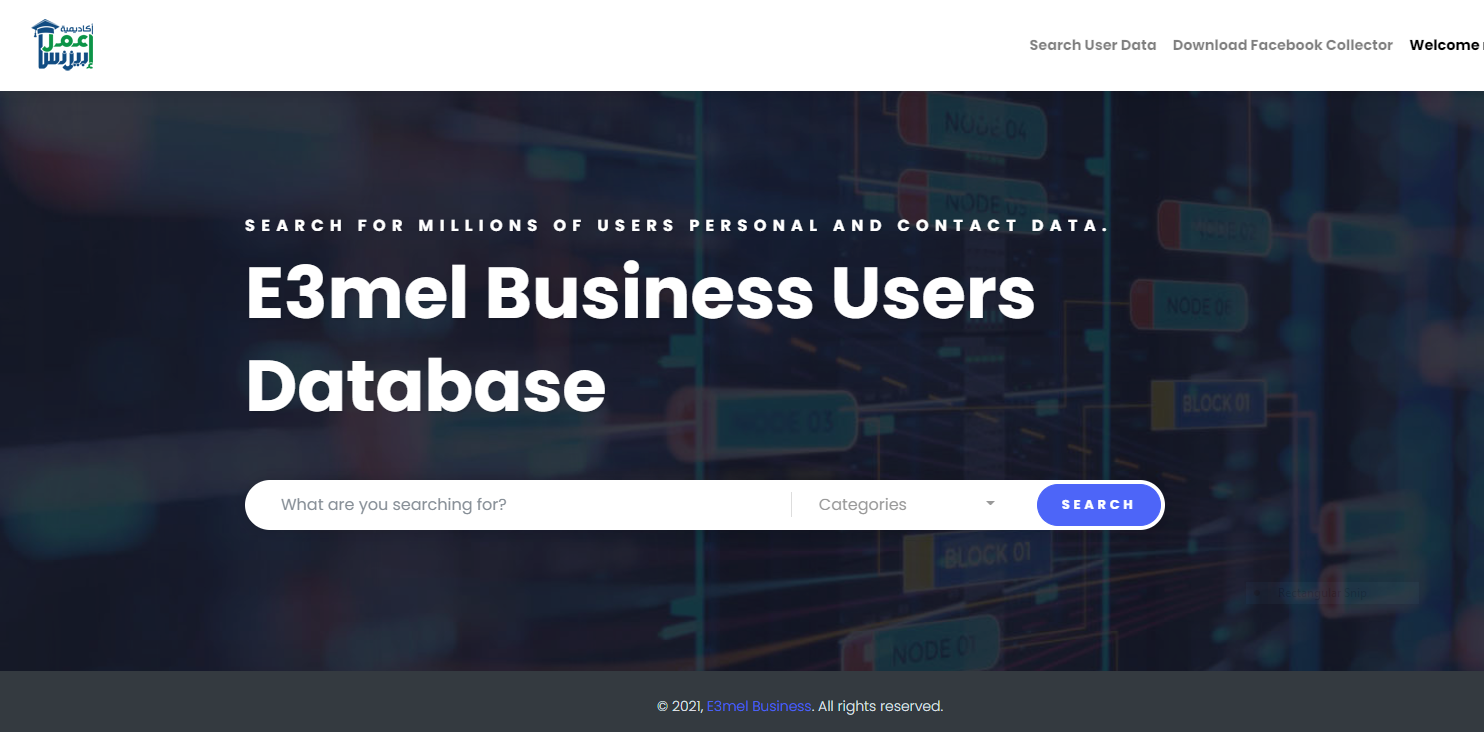 أكاديمية
إعمل
بيزنس
Search User Data
Download Facebook Collector
Welcome
NODE 04
NODE 05
SEARCH FOR MILLIONS OF USERS PERSONAL AND CONTACT DATA.
E3mel Business Users
Database
NODE 06
BLOCK 01
NODE 03
What are you searching for?
Categories
SEARCH
BLOCK 01
NODE 01
© 2021, E3mel Business. All rights reserved.